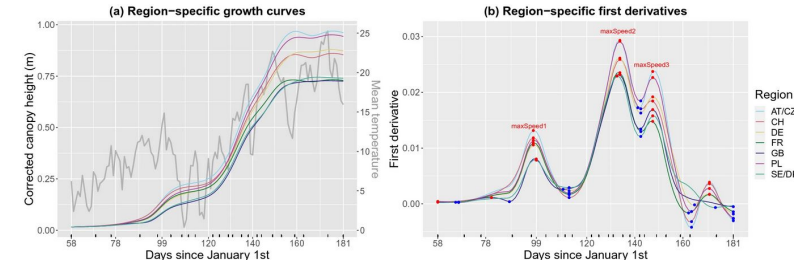 (a) Region-specific growth curves
Corrected canopy height (m)
1.00
0.75
0.50
0.25
0.00
25
20
15
10
5
0
Mean temperature
58 78 99 120 140 160 181
Days since January 1st
(b) Region-specific first derivatives
First derivative
0.03
0.02
0.01
0.00
maxSpeed1
maxSpeed2
maxSpeed3
58 78 99 120 140 160 181
Days since January 1st
Region
AT/CZ
CH
DE
FR
GB
PL
SE/D